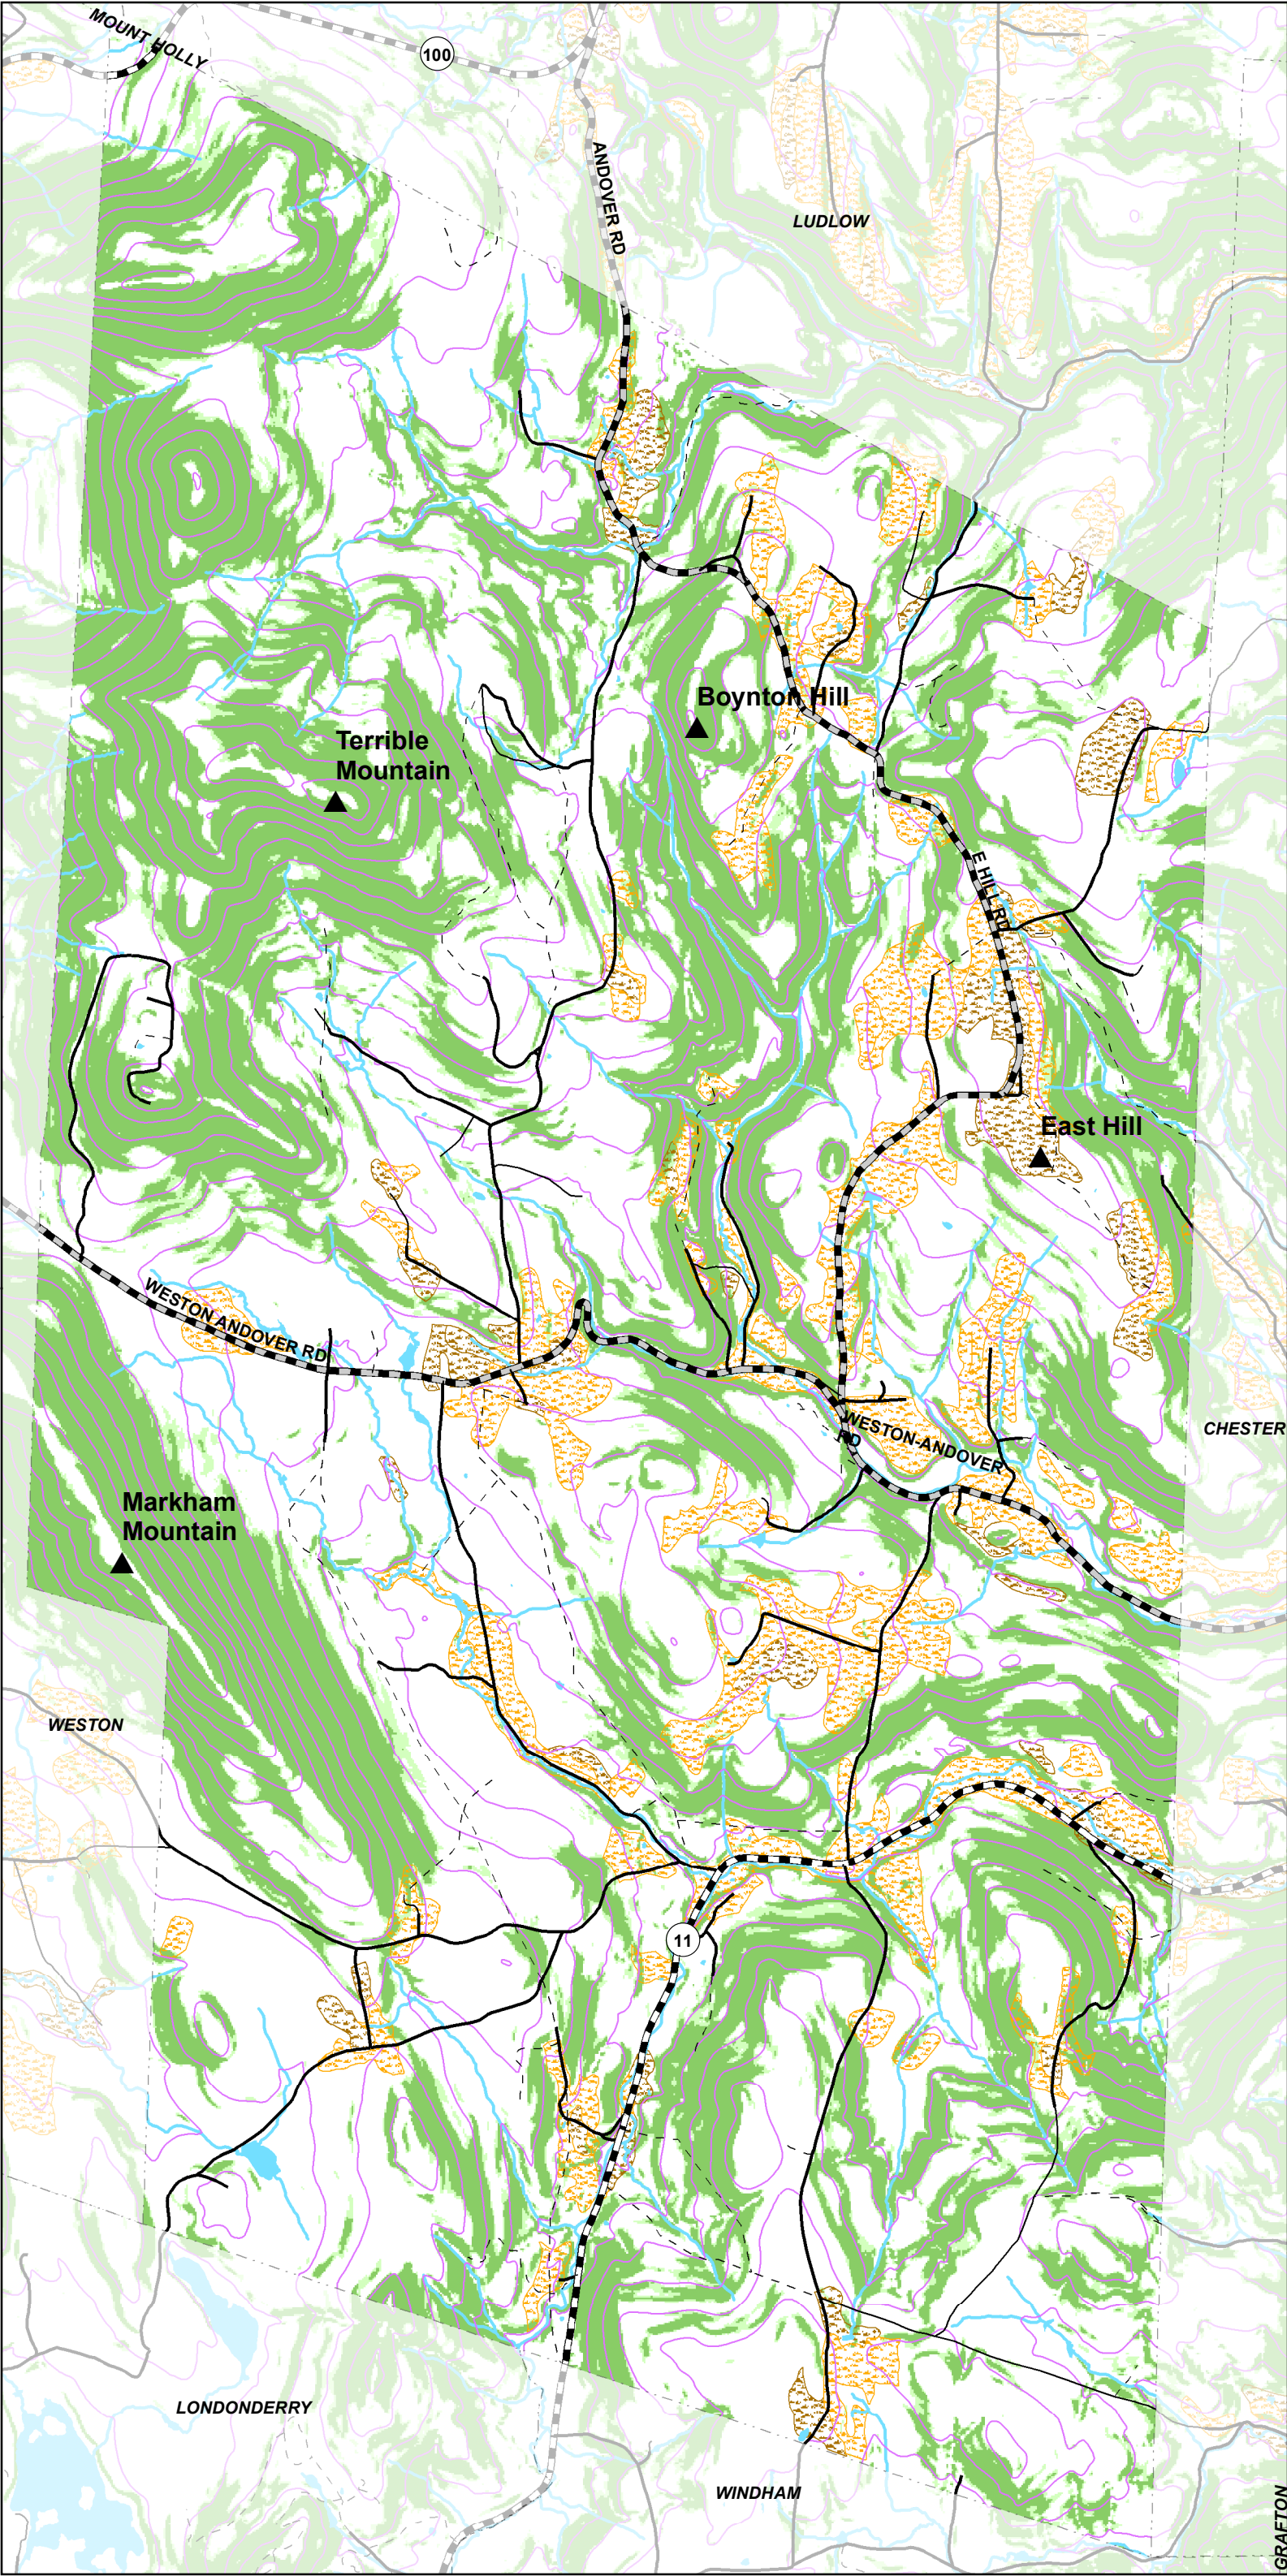 MOUNT HOLLY
100
ANDOVER RD
LUDLOW
Boynton Hill
Terrible
Mountain
E HILL RD
East Hill
WESTON ANDOVER RD
WESTON-ANDOVER
RD
CHESTER
Markham
Mountain
WESTON
11
LONDONDERRY
WINDHAM
GRAFTON